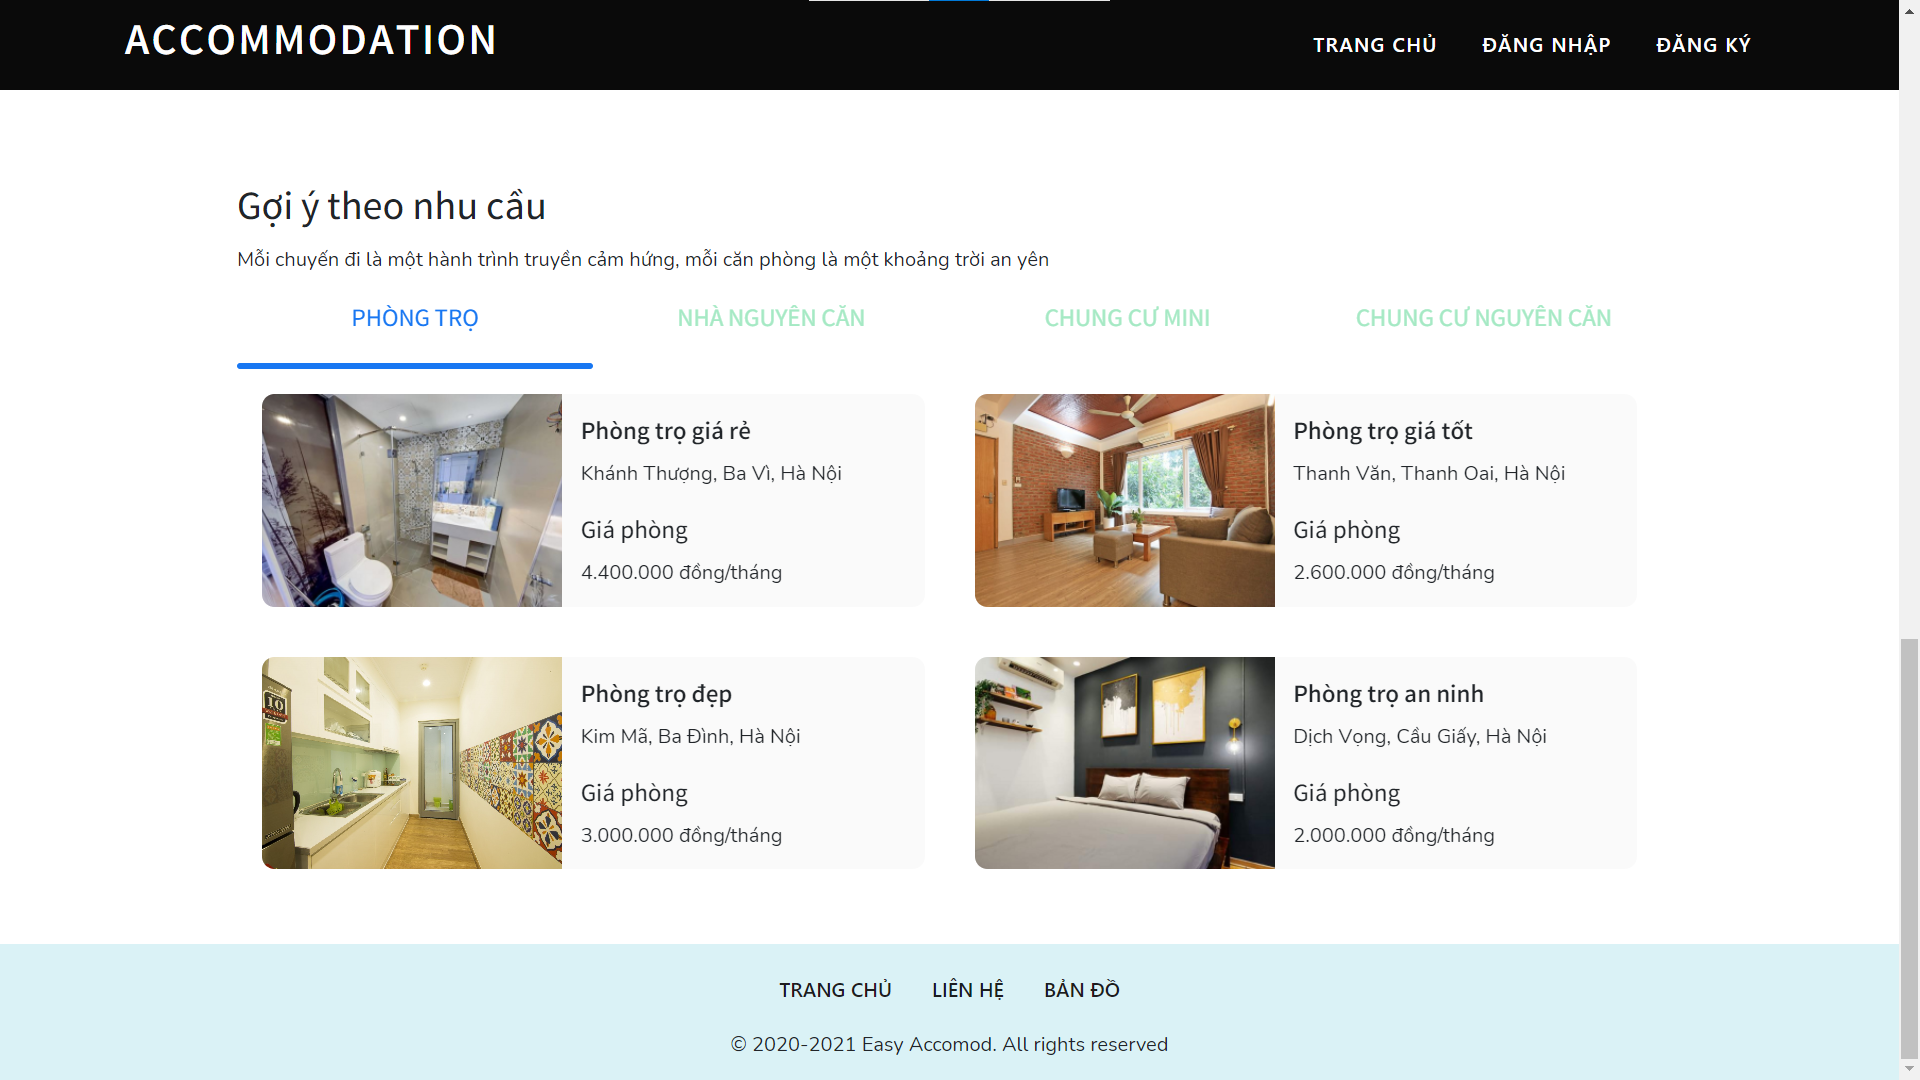 ACCOMMODATION
TRANG CHỦ
ĐĂNG NHẬP
ĐĂNG KÝ
Gợi ý theo nhu cầu
Mỗi chuyến đi là một hành trình truyền cảm hứng, mỗi căn phòng là một khoảng trời an yên
PHÒNG TRỌ
NHÀ NGUYÊN CĂN
CHUNG CƯ MINI
CHUNG CƯ NGUYÊN CĂN
Phòng trọ giá rẻ
Khánh Thượng, Ba Vì, Hà Nội
Giá phòng
4.400.000 đồng/tháng
Phòng trọ giá tốt
Thanh Văn, Thanh Oai, Hà Nội
Giá phòng
2.600.000 đồng/tháng
10
Phòng trọ đẹp
Kim Mã, Ba Đình, Hà Nội
Giá phòng
3.000.000 đồng/tháng
Phòng trọ an ninh
Dịch Vọng, Cầu Giấy, Hà Nội
Giá phòng
2.000.000 đồng/tháng
TRANG CHỦ
LIÊN HỆ
BẢN ĐỒ
© 2020-2021 Easy Accomod. All rights reserved